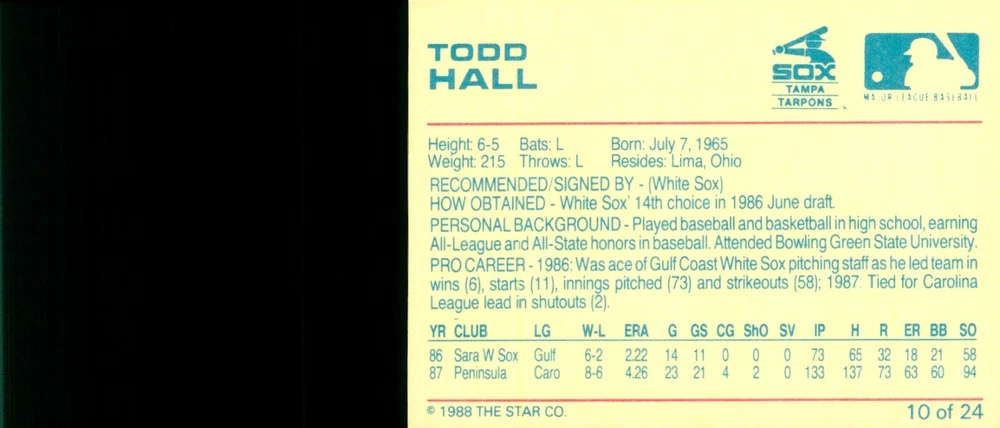 TODD
HALL
SOX
TAMPA
TARPONS
MAJOR LEAGUE BASEBALL
Height: 6-5 Bats: L Born: July 7, 1965
Weight: 215 Throws: L Resides: Lima, Ohio
RECOMMENDED/SIGNED BY - (White Sox)
HOW OBTAINED - White Sox' 14th choice in 1986 June draft.
PERSONAL BACKGROUND - Played baseball and basketball in high school, earning
All-League and All-State honors in baseball. Attended Bowling Green State University.
PRO CAREER - 1986: Was ace of Gulf Coast White Sox pitching staff as he led team in
wins (6), starts (11), innings pitched (73) and strikeouts (58); 1987: Tied for Carolina
League lead in shutouts (2).
YR CLUB LG W-L ERA G GS CG ShO SV IP H R ER BB SO
86 Sara W Sox Gulf 6-2 2.22 14 11 0 0 0 73 65 32 18 21 58
87 Peninsula Caro 8-6 4.26 23 21 4 2 0 133 137 73 63 60 94
© 1988 THE STAR CO. 10 of 24